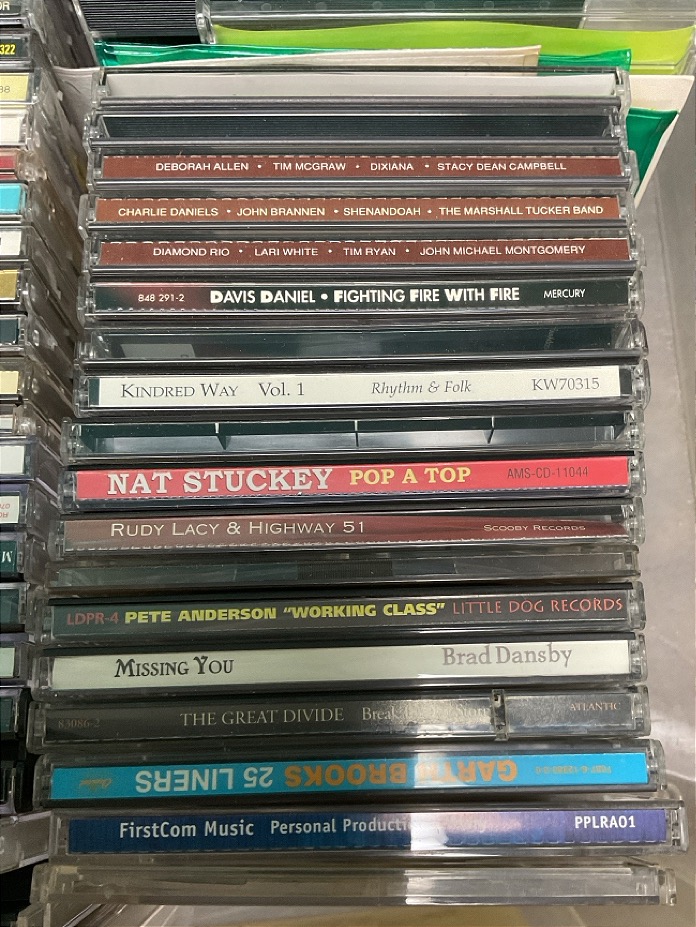 DEBORAH ALLEN • TIM MCGRAW • DIXIANA • STACY DEAN CAMPBELL
CHARLIE DANIELS • JOHN BRANNEN • SHENANDOAH • THE MARSHALL TUCKER BAND
DIAMOND RIO • LARI WHITE • TIM RYAN • JOHN MICHAEL MONTGOMERY
848 291-2 DAVIS DANIEL • FIGHTING FIRE WITH FIRE MERCURY
KINDRED WAY Vol. 1 Rhythm & Folk KW70315
NAT STUCKEY POP A TOP AMS-CD-11044
RUDY LACY & HIGHWAY 51 SCOOBY RECORDS
LDPR-4 PETE ANDERSON "WORKING CLASS" LITTLE DOG RECORDS
MISSING YOU Brad Dansby
83086-2 THE GREAT DIVIDE ATLANTIC
GARTH BROOKS 25 LINERS
FirstCom Music Personal PPLRA01
322